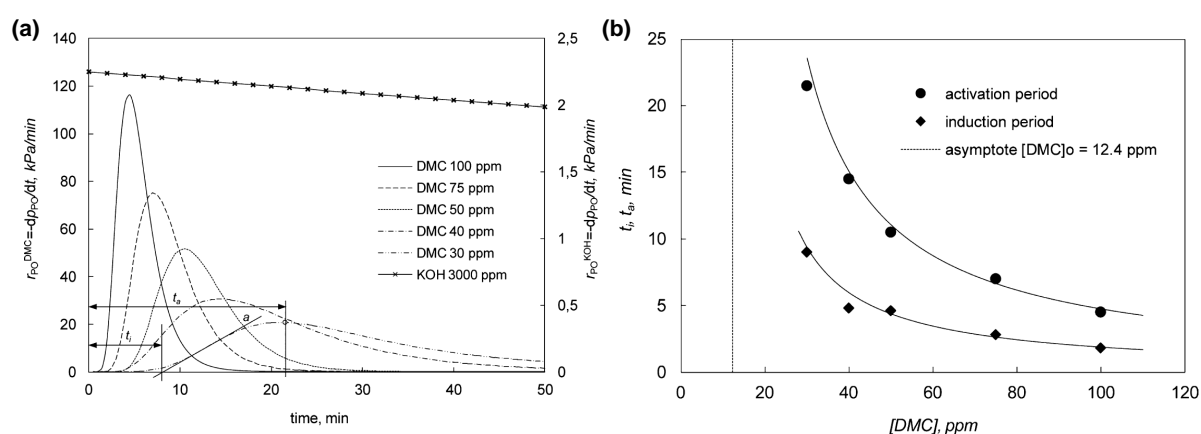 (a)
140
120
100
80
60
40
20
0
2,5
2
1,5
1
0,5
0
0 10 20 30 40 50
r_PO^DMC=-dp_PO/dt, kPa/min
r_PO^KOH=-dp_PO/dt, kPa/min
time, min
DMC 100 ppm
DMC 75 ppm
DMC 50 ppm
DMC 40 ppm
DMC 30 ppm
KOH 3000 ppm
t_a
a
t_i
(b)
25
20
15
10
5
0
0 20 40 60 80 100 120
t_i, t_a, min
[DMC], ppm
activation period
induction period
asymptote [DMC]o = 12.4 ppm